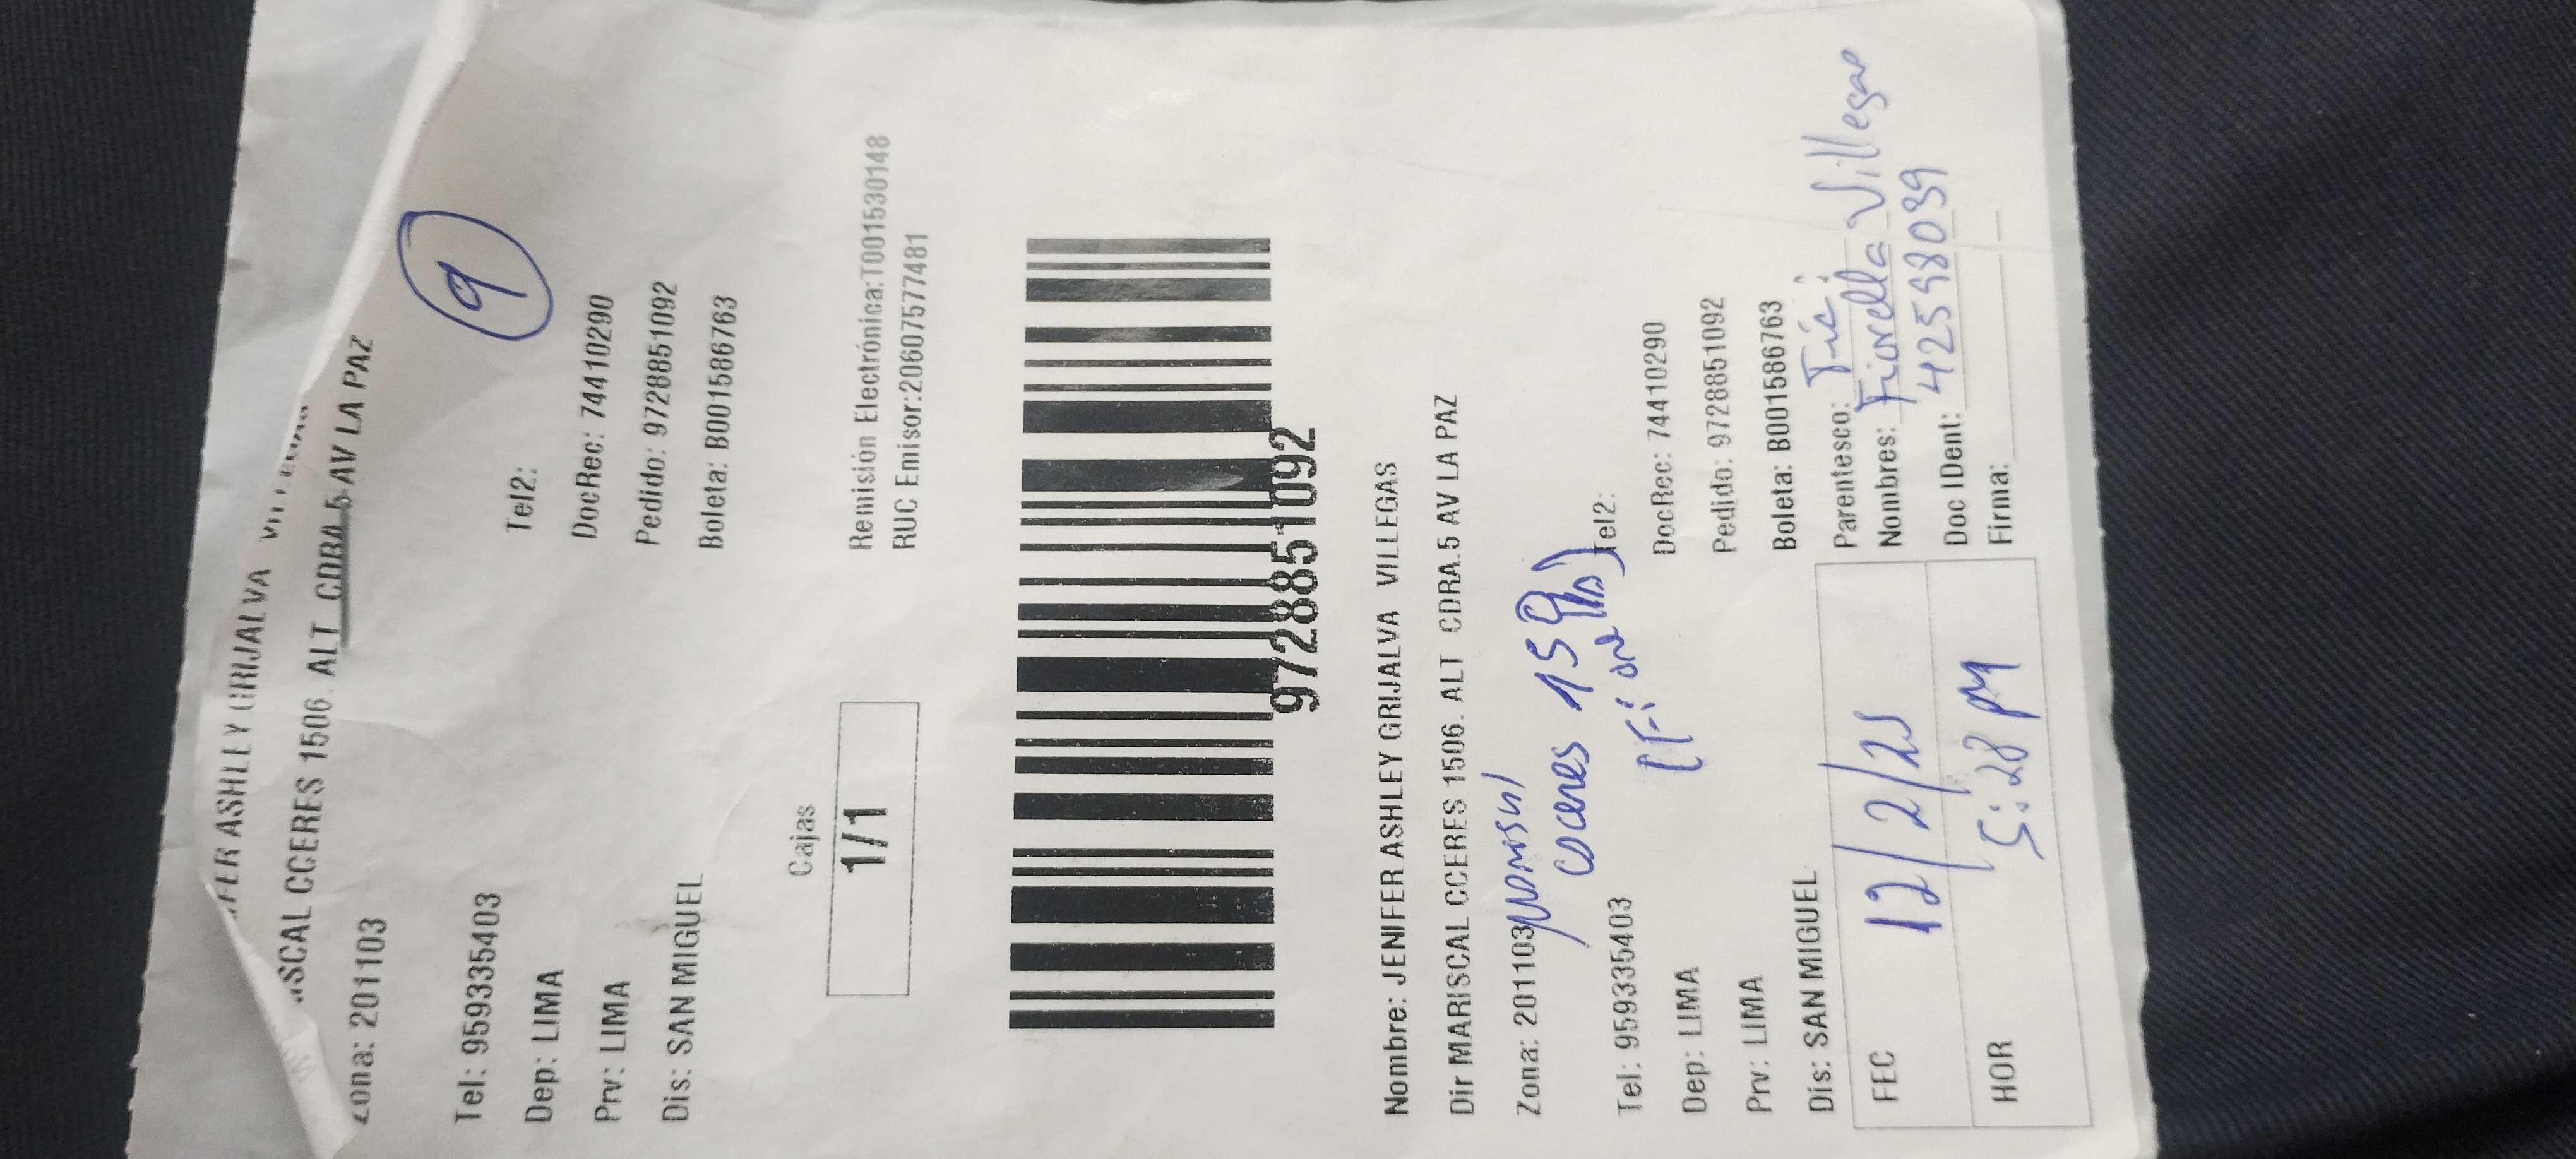 ASHLEY GRIJALVA
CCERES 1506. ALT CDRA.5 AV LA PAZ
Zona: 201103
9
Tel: 959335403 Tel2:
Dep: LIMA DocRec: 74410290
Prv: LIMA Pedido: 9728851092
Dis: SAN MIGUEL Boleta: B001586763
Cajas
1/1
Remisión Electrónica:T001530148
RUC Emisor:20607577481
9728851092
Nombre: JENIFER ASHLEY GRIJALVA VILLEGAS
Dir MARISCAL CCERES 1506. ALT CDRA.5 AV LA PAZ
Zona: 201103
Tel: 959335403 Tel2:
Dep: LIMA DocRec: 74410290
Prv: LIMA Pedido: 9728851092
Dis: SAN MIGUEL Boleta: B001586763
FEC 12/2/25
HOR 5:28 PM
Parentesco:
Nombres: Fiorella Villegas
Doc IDent: 42598039
Firma: